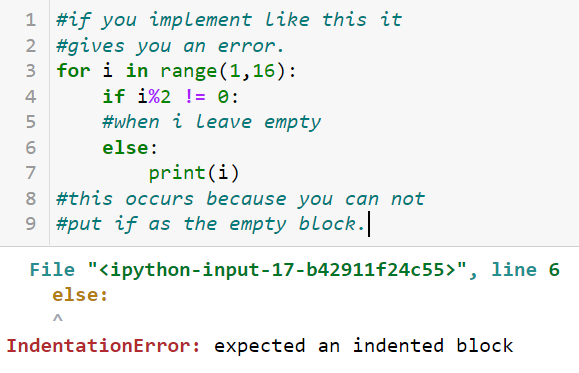 1 #if you implement like this it
2 #gives you an error.
3 for i in range(1,16):
4     if i%2 != 0:
5     #when i leave empty
6     else:
7         print(i)
8 #this occurs because you can not
9 #put if as the empty block.
  File "<ipython-input-17-b42911f24c55>", line 6
    else:
    ^
IndentationError: expected an indented block